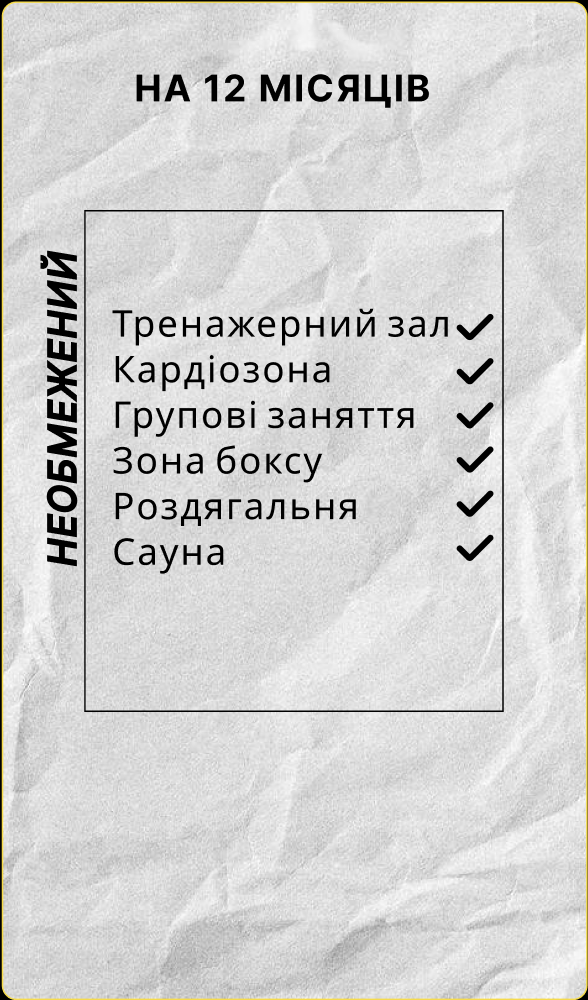 НА 12 МІСЯЦІВ
НЕОБМЕЖЕНИЙ
Тренажерний зал
Кардіозона
Групові заняття
Зона боксу
Роздягальня
Сауна